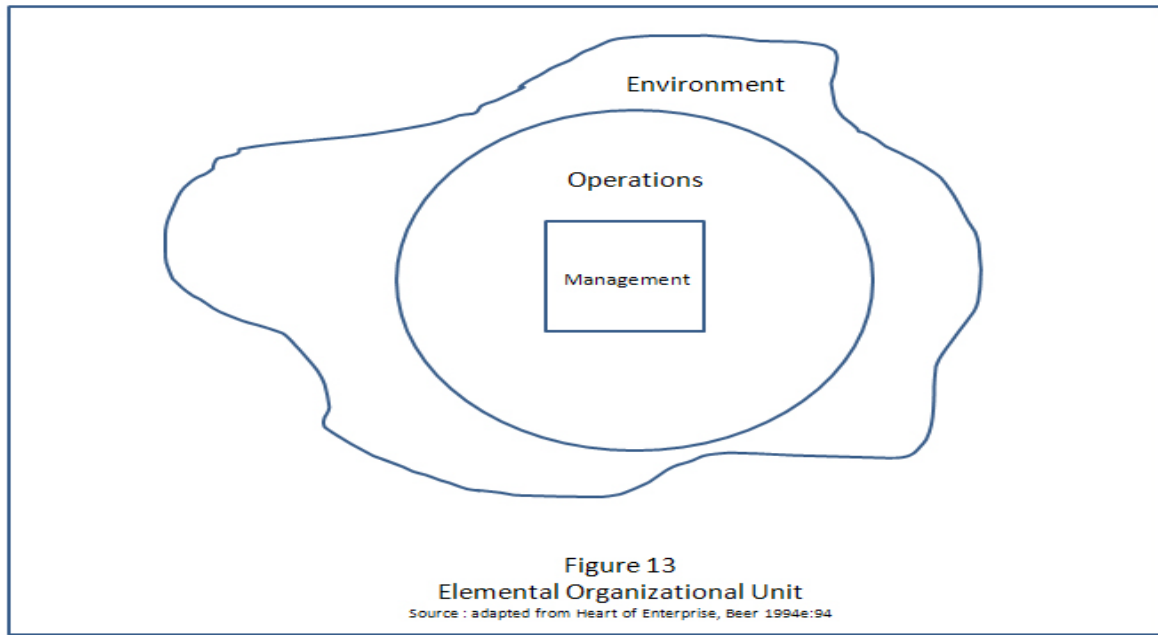 Environment
Operations
Management
Figure 13
Elemental Organizational Unit
Source : adapted from Heart of Enterprise, Beer 1994e:94